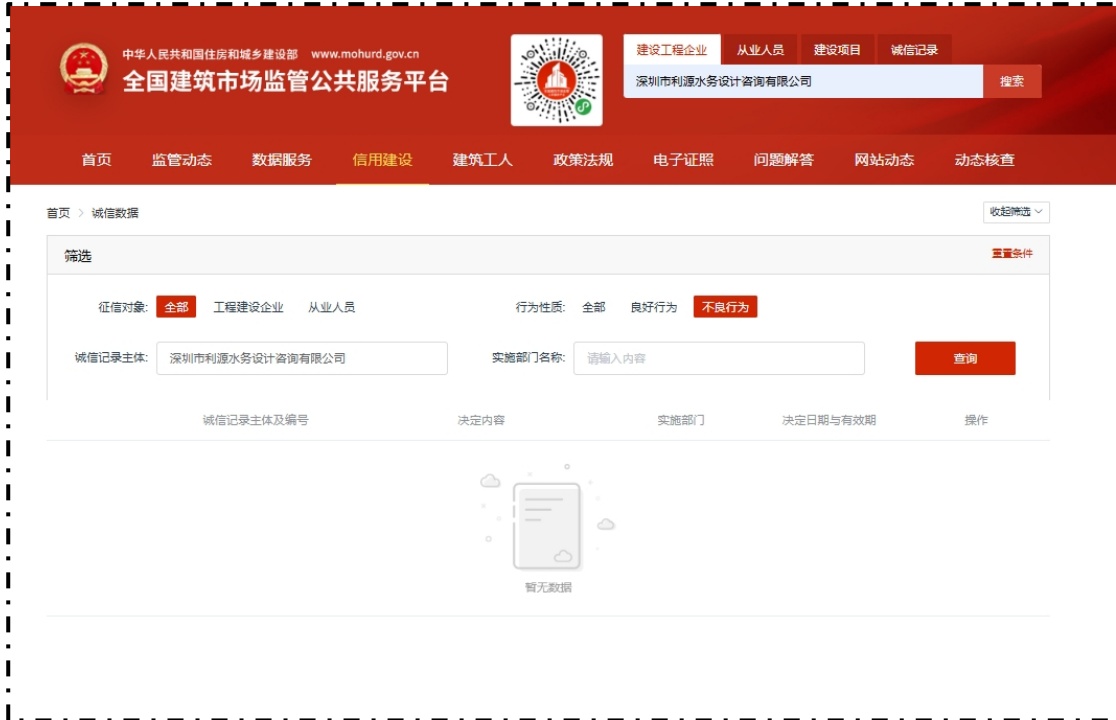 中华人民共和国住房和城乡建设部 www.mohurd.gov.cn
全国建筑市场监管公共服务平台
建设工程企业 从业人员 建设项目 诚信记录
深圳市利源水务设计咨询有限公司 搜索
首页 监管动态 数据服务 信用建设 建筑工人 政策法规 电子证照 问题解答 网站动态 动态核查
首页 > 诚信数据 收起筛选
筛选 重置条件
征信对象: 全部 工程建设企业 从业人员 行为性质: 全部 良好行为 不良行为
诚信记录主体: 深圳市利源水务设计咨询有限公司 实施部门名称: 请输入内容 查询
诚信记录主体及编号 决定内容 实施部门 决定日期与有效期 操作
暂无数据